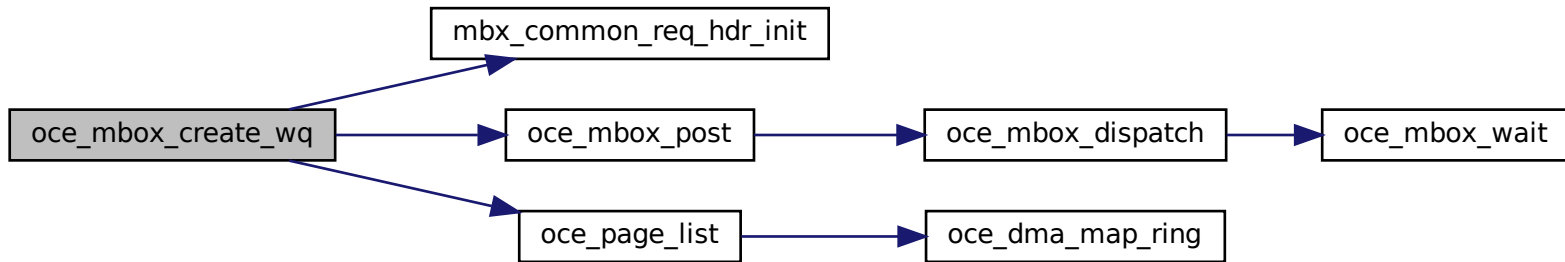 mbx_common_req_hdr_init
oce_mbox_create_wq
oce_mbox_post
oce_mbox_dispatch
oce_mbox_wait
oce_page_list
oce_dma_map_ring